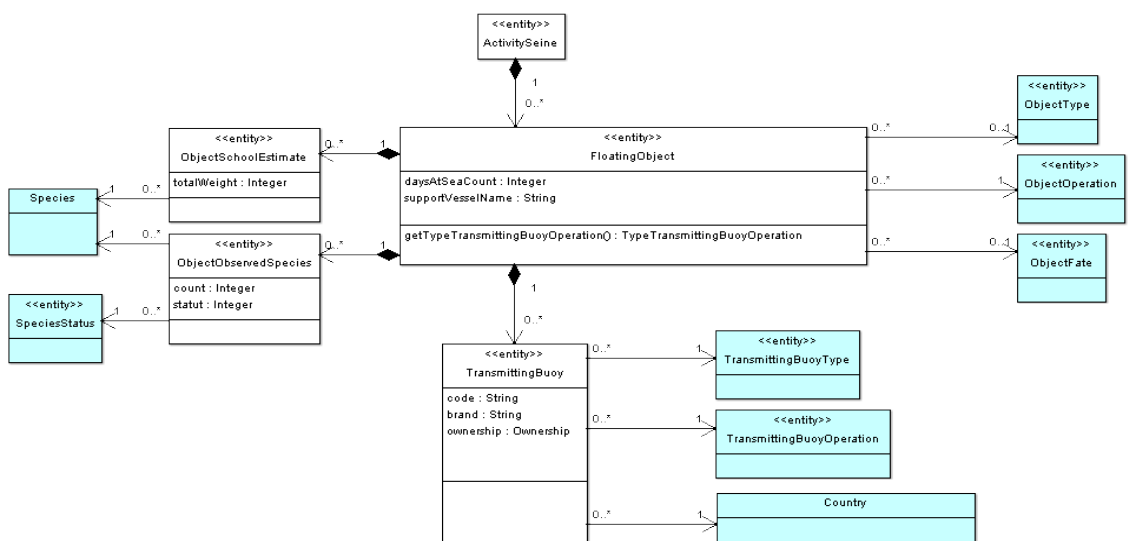 <<entity>>
ActivitySeine
1
0..*
<<entity>>
ObjectType
<<entity>>
ObjectSchoolEstimate
totalWeight : Integer
0..*
1
<<entity>>
FloatingObject
daysAtSeaCount : Integer
supportVesselName : String
getTypeTransmittingBuoyOperation() : TypeTransmittingBuoyOperation
0..*
0..1
<<entity>>
ObjectOperation
0..*
1
Species
1
0..*
0..*
<<entity>>
ObjectObservedSpecies
count : Integer
statut : Integer
0..*
1
0..*
0..1
<<entity>>
ObjectFate
<<entity>>
SpeciesStatus
1
0..*
1
0..*
<<entity>>
TransmittingBuoy
code : String
brand : String
ownership : Ownership
0..*
1
<<entity>>
TransmittingBuoyType
0..*
1
<<entity>>
TransmittingBuoyOperation
0..*
1
Country